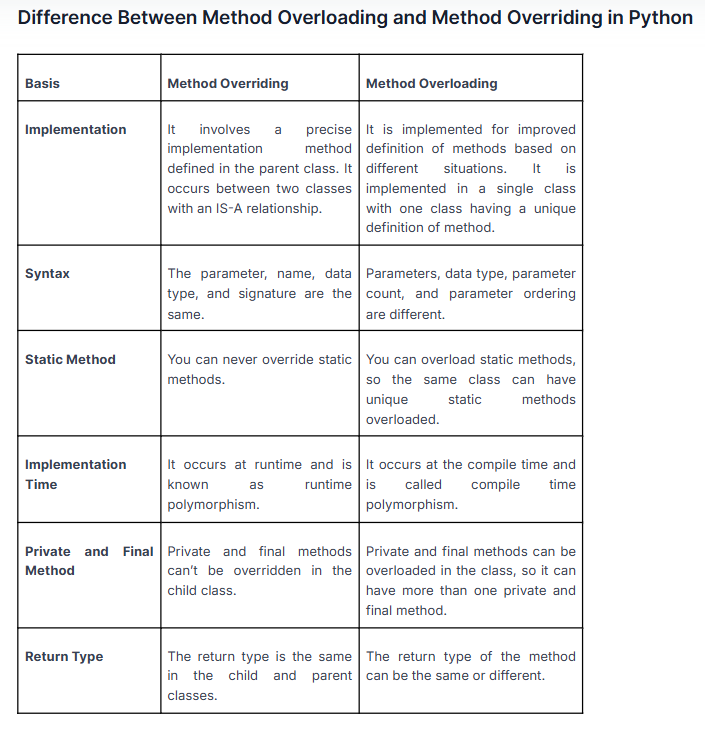 Difference Between Method Overloading and Method Overriding in Python
Basis
Method Overriding
Method Overloading
Implementation
It involves a precise
implementation method
defined in the parent class. It
occurs between two classes
with an IS-A relationship.
It is implemented for improved
definition of methods based on
different situations. It is
implemented in a single class
with one class having a unique
definition of method.
Syntax
The parameter, name, data
type, and signature are the
same.
Parameters, data type, parameter
count, and parameter ordering
are different.
Static Method
You can never override static
methods.
You can overload static methods,
so the same class can have
unique static methods
overloaded.
Implementation
Time
It occurs at runtime and is
known as runtime
polymorphism.
It occurs at the compile time and
is called compile time
polymorphism.
Private and Final
Method
Private and final methods
can’t be overridden in the
child class.
Private and final methods can be
overloaded in the class, so it can
have more than one private and
final method.
Return Type
The return type is the same
in the child and parent
classes.
The return type of the method
can be the same or different.